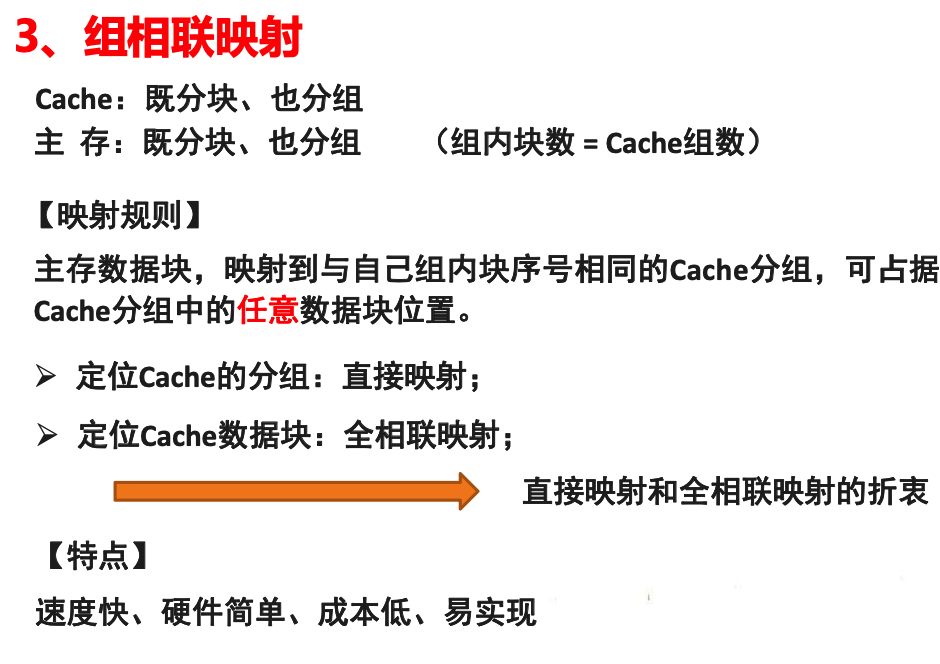 3、组相联映射
Cache：既分块、也分组
主 存：既分块、也分组 （组内块数 = Cache组数）
【映射规则】
主存数据块，映射到与自己组内块序号相同的Cache分组，可占据
Cache分组中的任意数据块位置。
➢ 定位Cache的分组：直接映射；
➢ 定位Cache数据块：全相联映射；
直接映射和全相联映射的折衷
【特点】
速度快、硬件简单、成本低、易实现